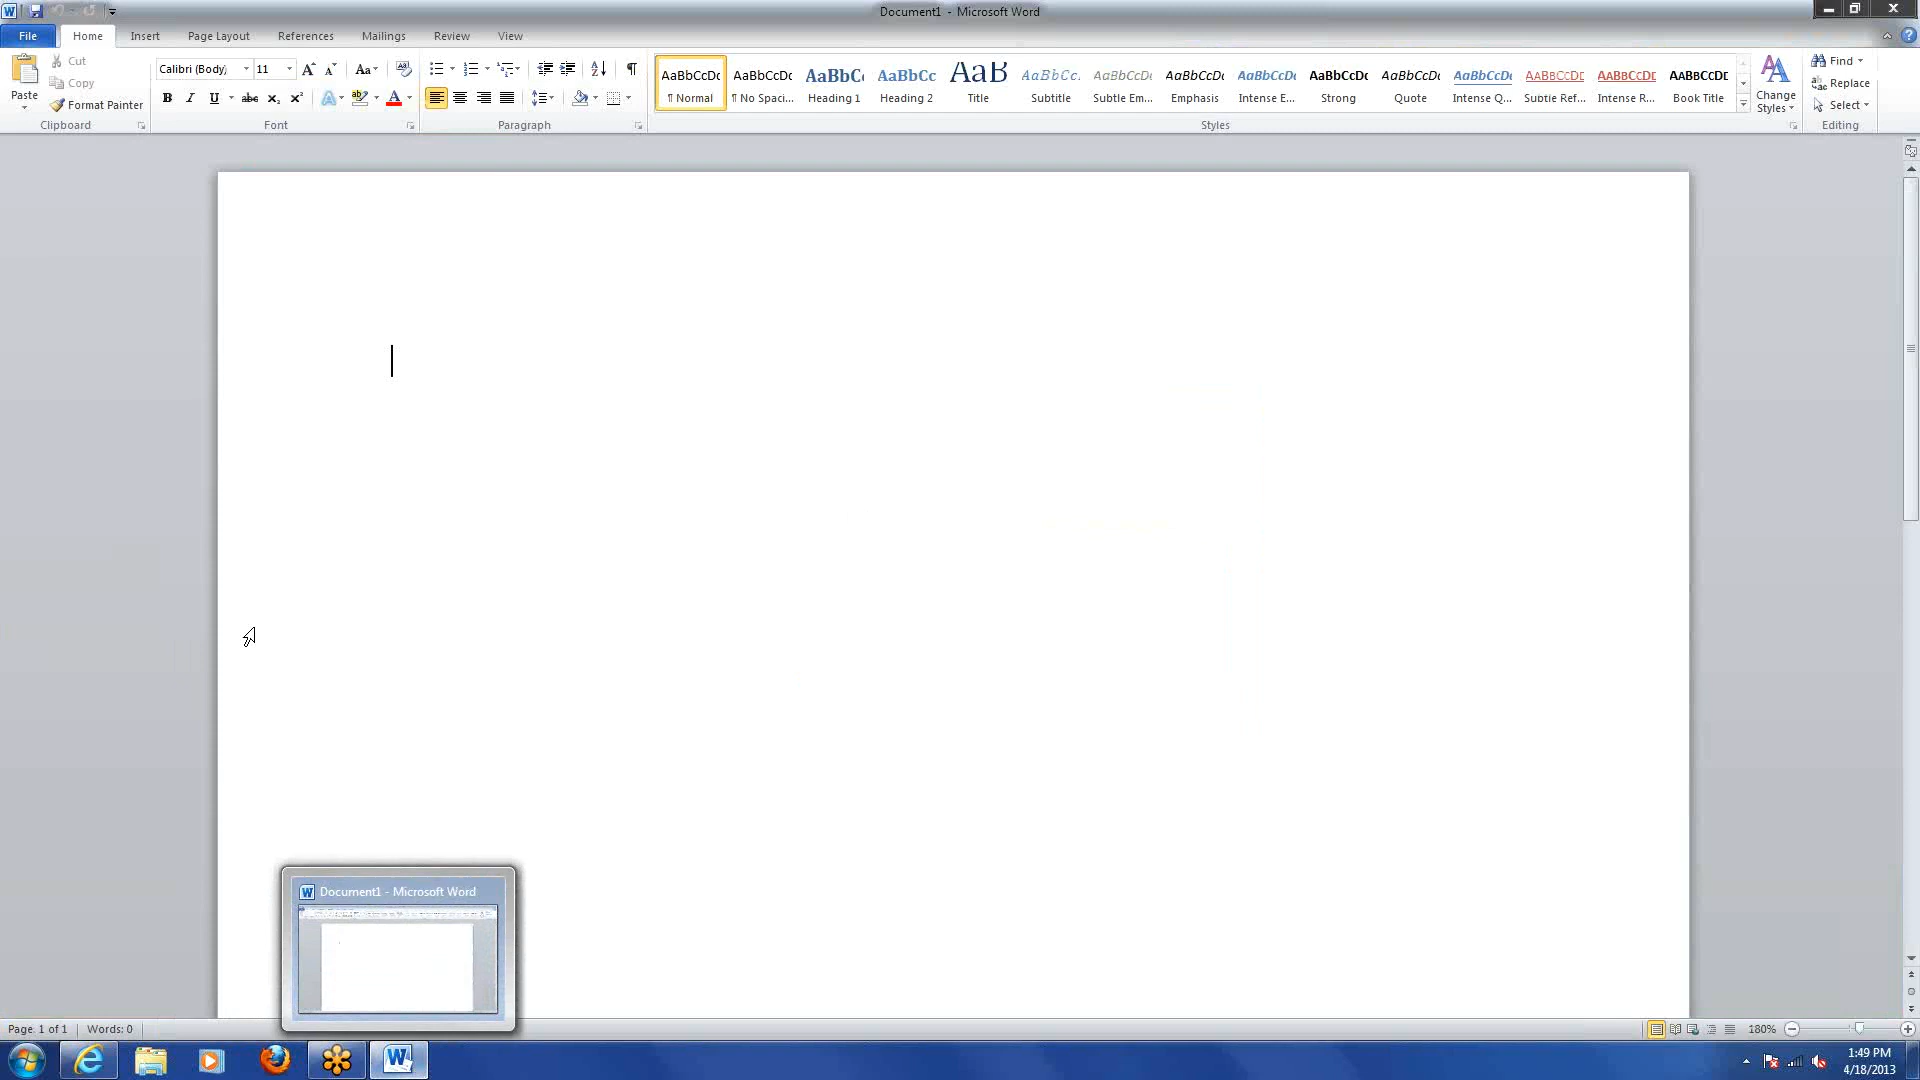 Document1 - Microsoft Word
File Home Insert Page Layout References Mailings Review View
Paste
Cut
Copy
Format Painter
Clipboard
Calibri (Body) 11
Font
Paragraph
AaBbCcDc AaBbCcDc AaBbC AaBbCc AaB AaBbCc. AaBbCcDc AaBbCcDc AaBbCcDc AaBbCcDc AaBbCcDc AaBbCcDc AABBCCDE AABBCCDE AABBCCDE
¶ Normal ¶ No Spaci... Heading 1 Heading 2 Title Subtitle Subtle Em... Emphasis Intense E... Strong Quote Intense Q... Subtle Ref... Intense R... Book Title
Styles
Change
Styles
Find
Replace
Select
Editing
Document1 - Microsoft Word
Page: 1 of 1 Words: 0
180%
1:49 PM
4/18/2013